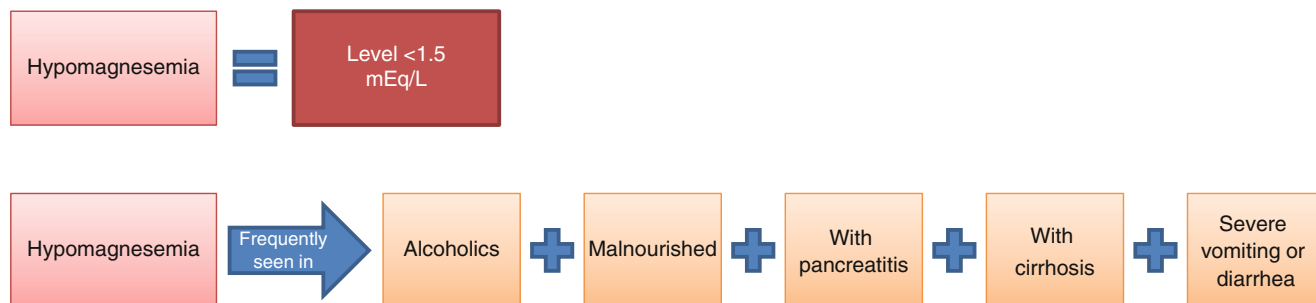 Hypomagnesemia
Level <1.5
mEq/L
Hypomagnesemia
Frequently
seen in
Alcoholics
Malnourished
With
pancreatitis
With
cirrhosis
Severe
vomiting or
diarrhea